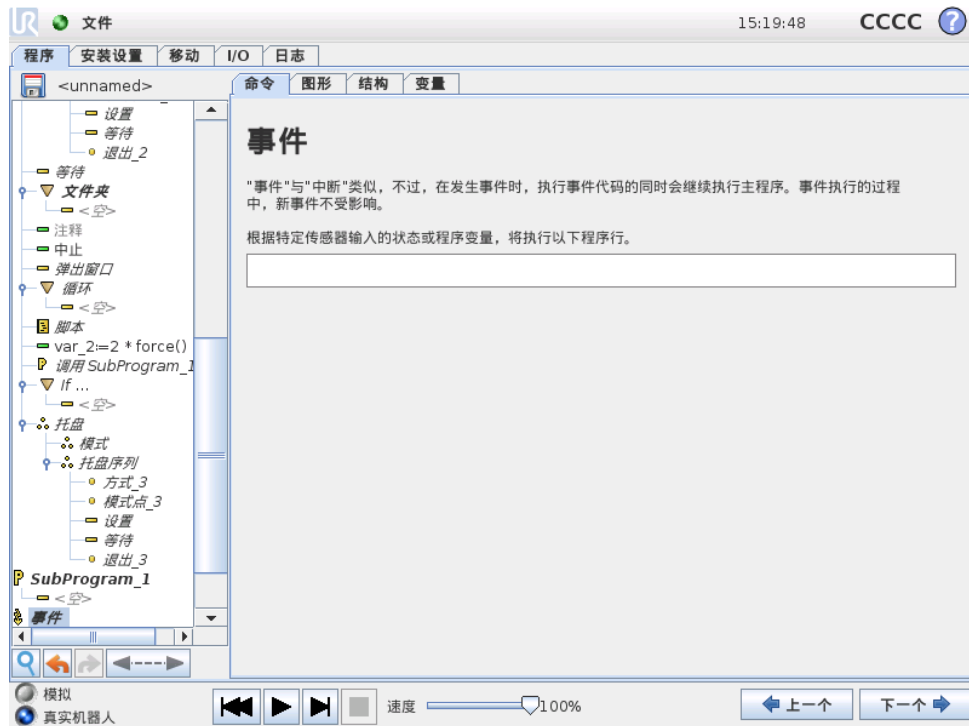 UR 文件 15:19:48 CCCC ?
程序 安装设置 移动 I/O 日志
<unnamed>
命令 图形 结构 变量
设置
等待
退出_2
等待
文件夹
<空>
注释
中止
弹出窗口
循环
<空>
脚本
var_2:=2 * force()
调用 SubProgram_1
If ...
<空>
托盘
模式
托盘序列
方式_3
模式点_3
设置
等待
退出_3
SubProgram_1
<空>
事件
事件
"事件"与"中断"类似，不过，在发生事件时，执行事件代码的同时会继续执行主程序。事件执行的过程
中，新事件不受影响。
根据特定传感器输入的状态或程序变量，将执行以下程序行。
模拟
真实机器人
速度 100%
上一个 下一个